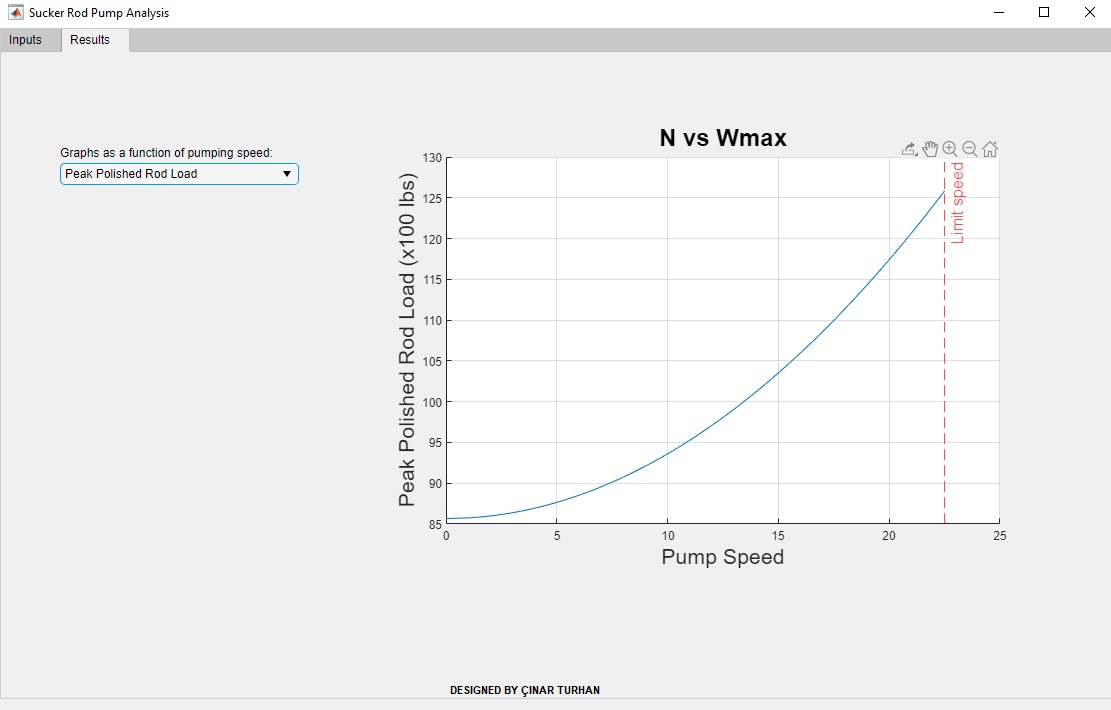 Sucker Rod Pump Analysis
Inputs
Results
Graphs as a function of pumping speed:
Peak Polished Rod Load
N vs Wmax
Peak Polished Rod Load (x100 lbs)
130
125
120
115
110
105
100
95
90
85
Limit speed
0 5 10 15 20 25
Pump Speed
DESIGNED BY ÇINAR TURHAN